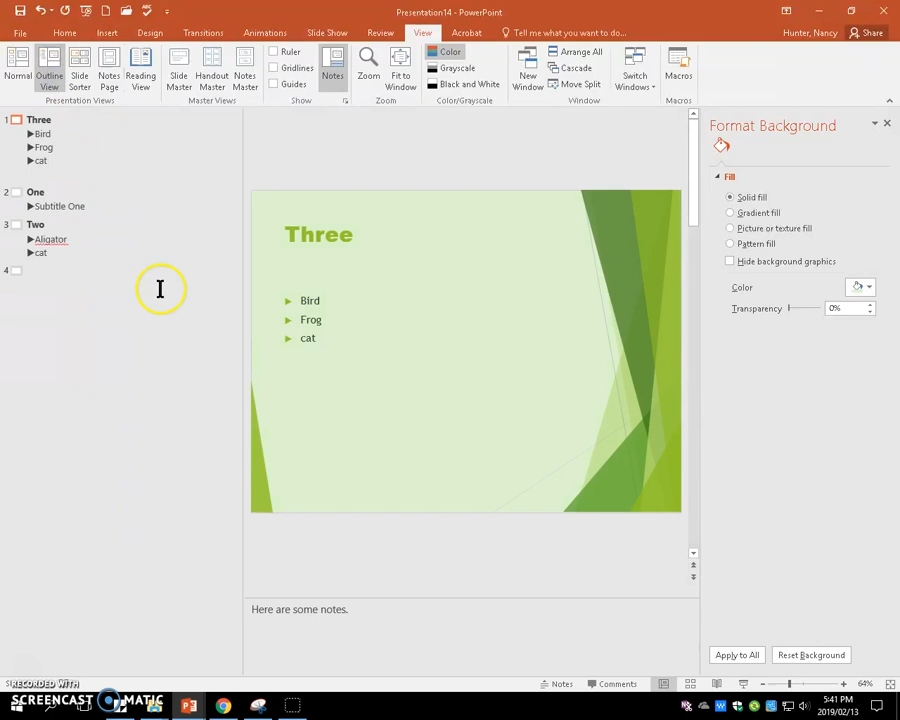 Presentation14 - PowerPoint
File Home Insert Design Transitions Animations Slide Show Review View Acrobat Tell me what you want to do... Hunter, Nancy Share
Normal Outline View Slide Sorter Notes Page Reading View
Presentation Views
Slide Master Handout Master Notes Master
Master Views
Ruler
Gridlines
Guides
Show
Notes
Zoom Fit to Window
Zoom
Color
Grayscale
Black and White
Color/Grayscale
New Window
Arrange All
Cascade
Move Split
Switch Windows
Window
Macros
Macros
1 Three
Bird
Frog
cat
2 One
Subtitle One
3 Two
Aligator
cat
4
Three
Bird
Frog
cat
Here are some notes.
Format Background
Fill
Solid fill
Gradient fill
Picture or texture fill
Pattern fill
Hide background graphics
Color
Transparency 0%
Apply to All Reset Background
Notes Comments 64%
RECORDED WITH
SCREENCAST MATIC
5:41 PM
2019/02/13